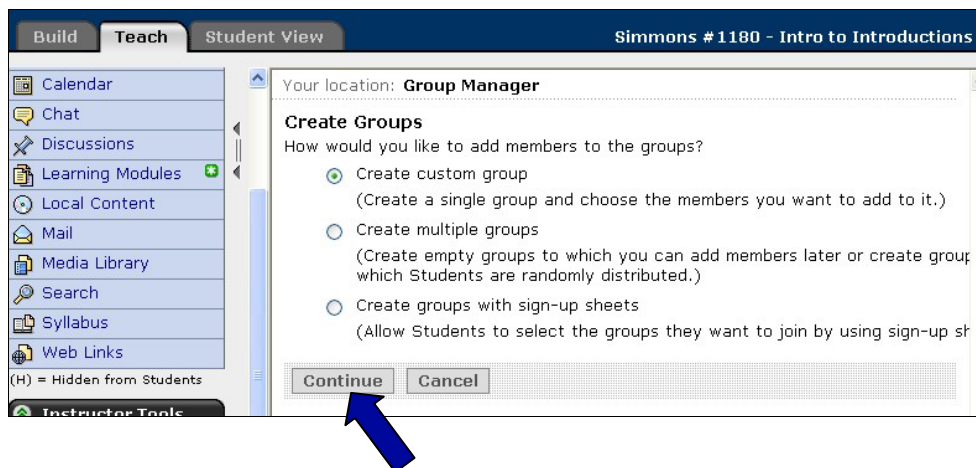 Build Teach Student View Simmons #1180 - Intro to Introductions
Calendar
Chat
Discussions
Learning Modules
Local Content
Mail
Media Library
Search
Syllabus
Web Links
(H) = Hidden from Students
Instructor Tools
Your location: Group Manager
Create Groups
How would you like to add members to the groups?
Create custom group
(Create a single group and choose the members you want to add to it.)
Create multiple groups
(Create empty groups to which you can add members later or create
which Students are randomly distributed.)
Create groups with sign-up sheets
(Allow Students to select the groups they want to join by using sign-up
Continue Cancel